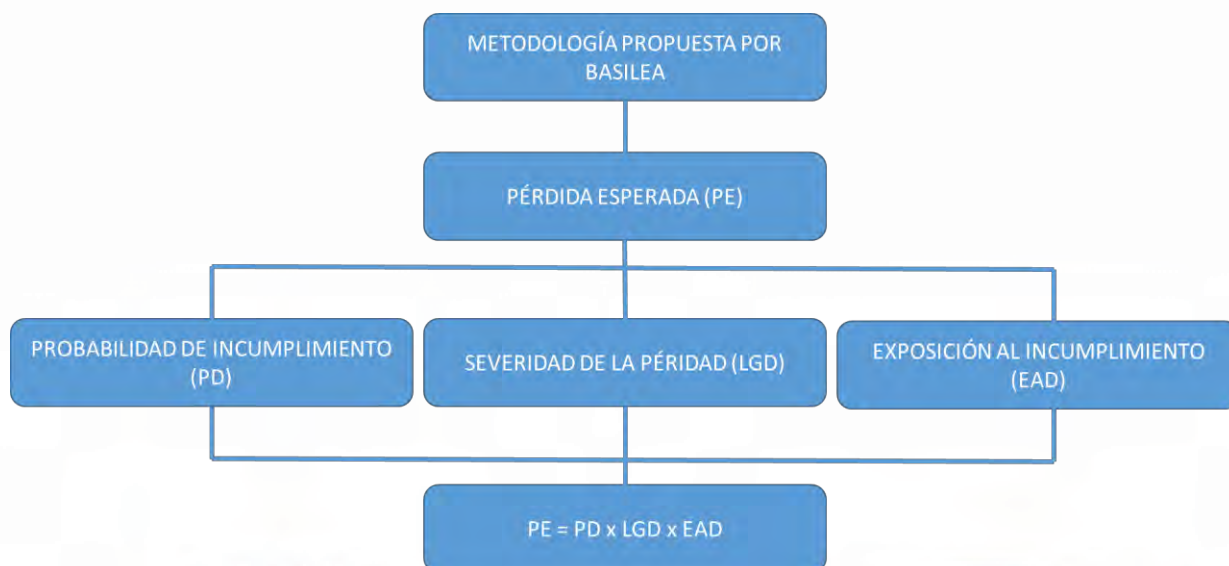 METODOLOGÍA PROPUESTA POR
BASILEA
PÉRDIDA ESPERADA (PE)
PROBABILIDAD DE INCUMPLIMIENTO
(PD)
SEVERIDAD DE LA PÉRIDAD (LGD)
EXPOSICIÓN AL INCUMPLIMIENTO
(EAD)
PE = PD x LGD x EAD